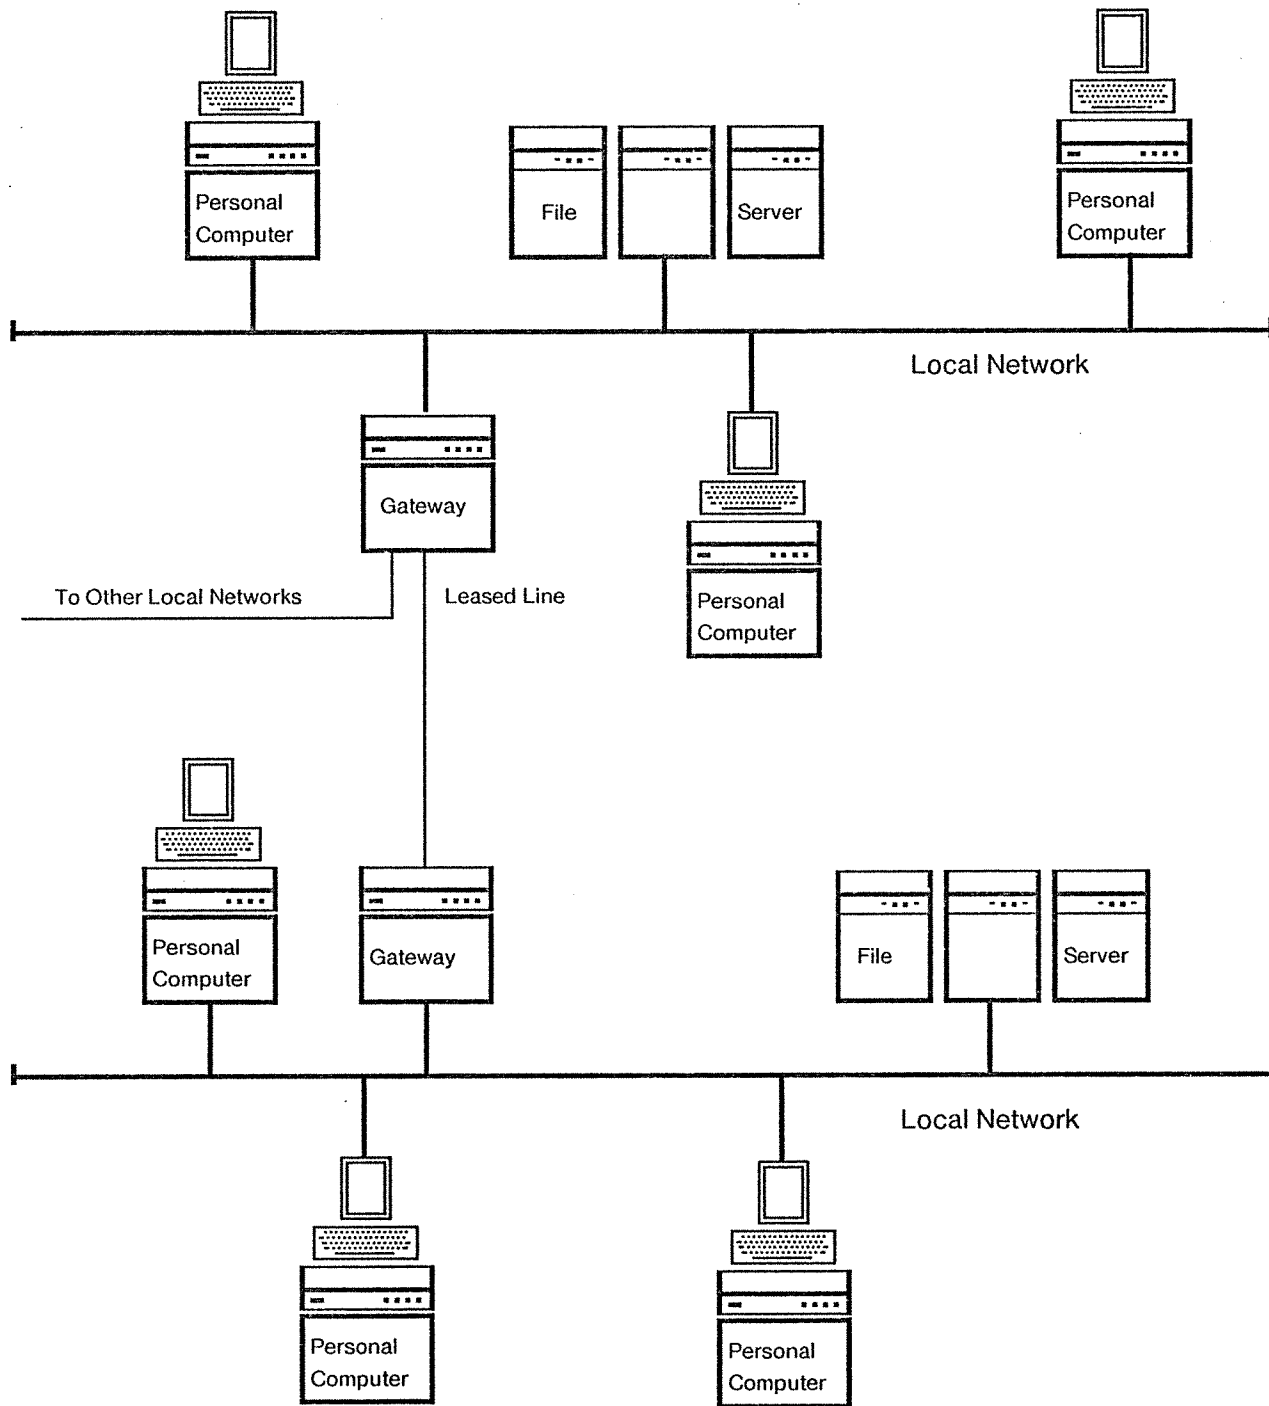 Personal
Computer
File
Server
Personal
Computer
Local Network
Gateway
To Other Local Networks
Leased Line
Personal
Computer
Personal
Computer
Gateway
File
Server
Local Network
Personal
Computer
Personal
Computer